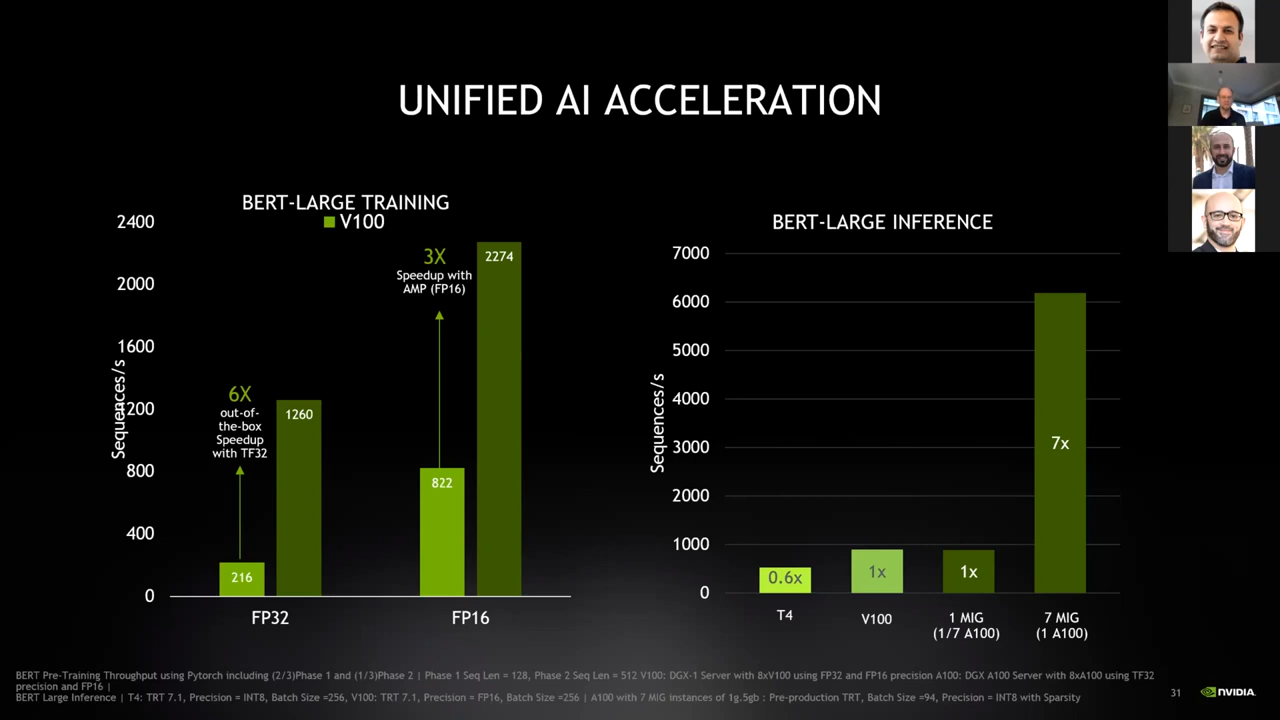 UNIFIED AI ACCELERATION
BERT-LARGE TRAINING
V100
Sequences/s
2400
2000
1600
1200
800
400
0
6X
out-of-
the-box
Speedup
with TF32
216
1260
3X
Speedup with
AMP (FP16)
822
2274
FP32
FP16
BERT-LARGE INFERENCE
Sequences/s
7000
6000
5000
4000
3000
2000
1000
0
0.6x
1x
1x
7x
T4
V100
1 MIG
(1/7 A100)
7 MIG
(1 A100)
BERT Pre-Training Throughput using Pytorch including (2/3)Phase 1 and (1/3)Phase 2 | Phase 1 Seq Len = 128, Phase 2 Seq Len = 512 V100: DGX-1 Server with 8xV100 using FP32 and FP16 precision A100: DGX A100 Server with 8xA100 using TF32
precision and FP16 |
BERT Large Inference | T4: TRT 7.1, Precision = INT8, Batch Size =256, V100: TRT 7.1, Precision = FP16, Batch Size =256 | A100 with 7 MIG instances of 1g.5gb : Pre-production TRT, Batch Size =94, Precision = INT8 with Sparsity
31
NVIDIA.